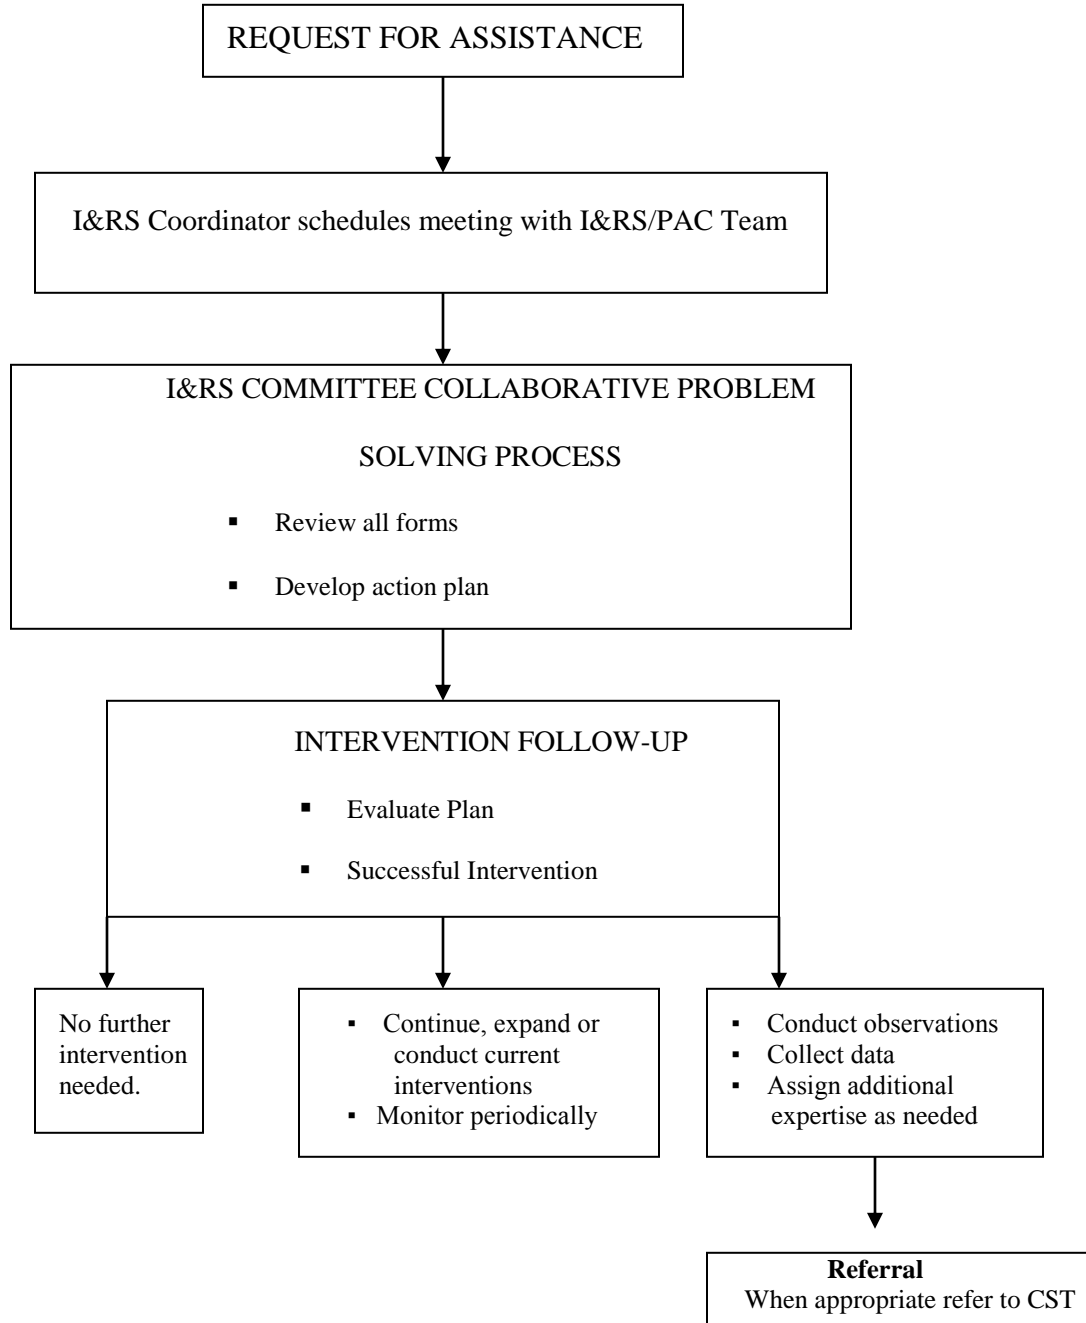 REQUEST FOR ASSISTANCE
I&RS Coordinator schedules meeting with I&RS/PAC Team
I&RS COMMITTEE COLLABORATIVE PROBLEM
SOLVING PROCESS
▪ Review all forms
▪ Develop action plan
INTERVENTION FOLLOW-UP
▪ Evaluate Plan
▪ Successful Intervention
No further
intervention
needed.
▪ Continue, expand or
conduct current
interventions
▪ Monitor periodically
▪ Conduct observations
▪ Collect data
▪ Assign additional
expertise as needed
Referral
When appropriate refer to CST